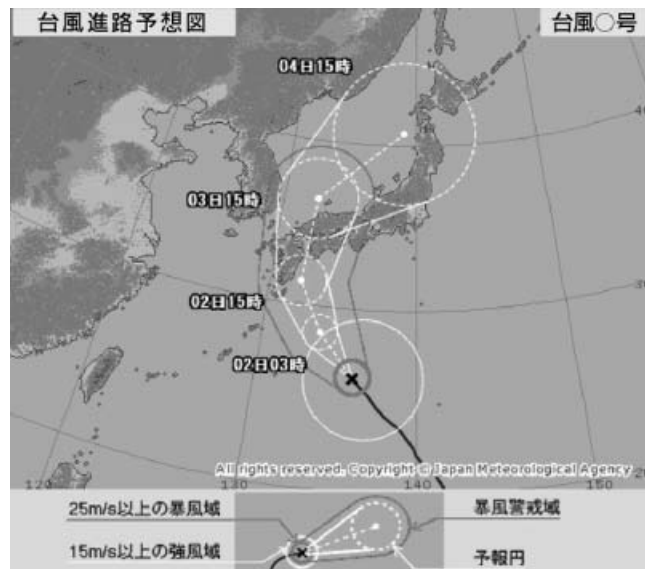 台風進路予想図
台風○号
04日15時
40
03日15時
30
02日15時
02日03時
All rights reserved. Copyright © Japan Meteorological Agency
20
120
130
140
150
25m/s以上の暴風域
暴風警戒域
15m/s以上の強風域
予報円